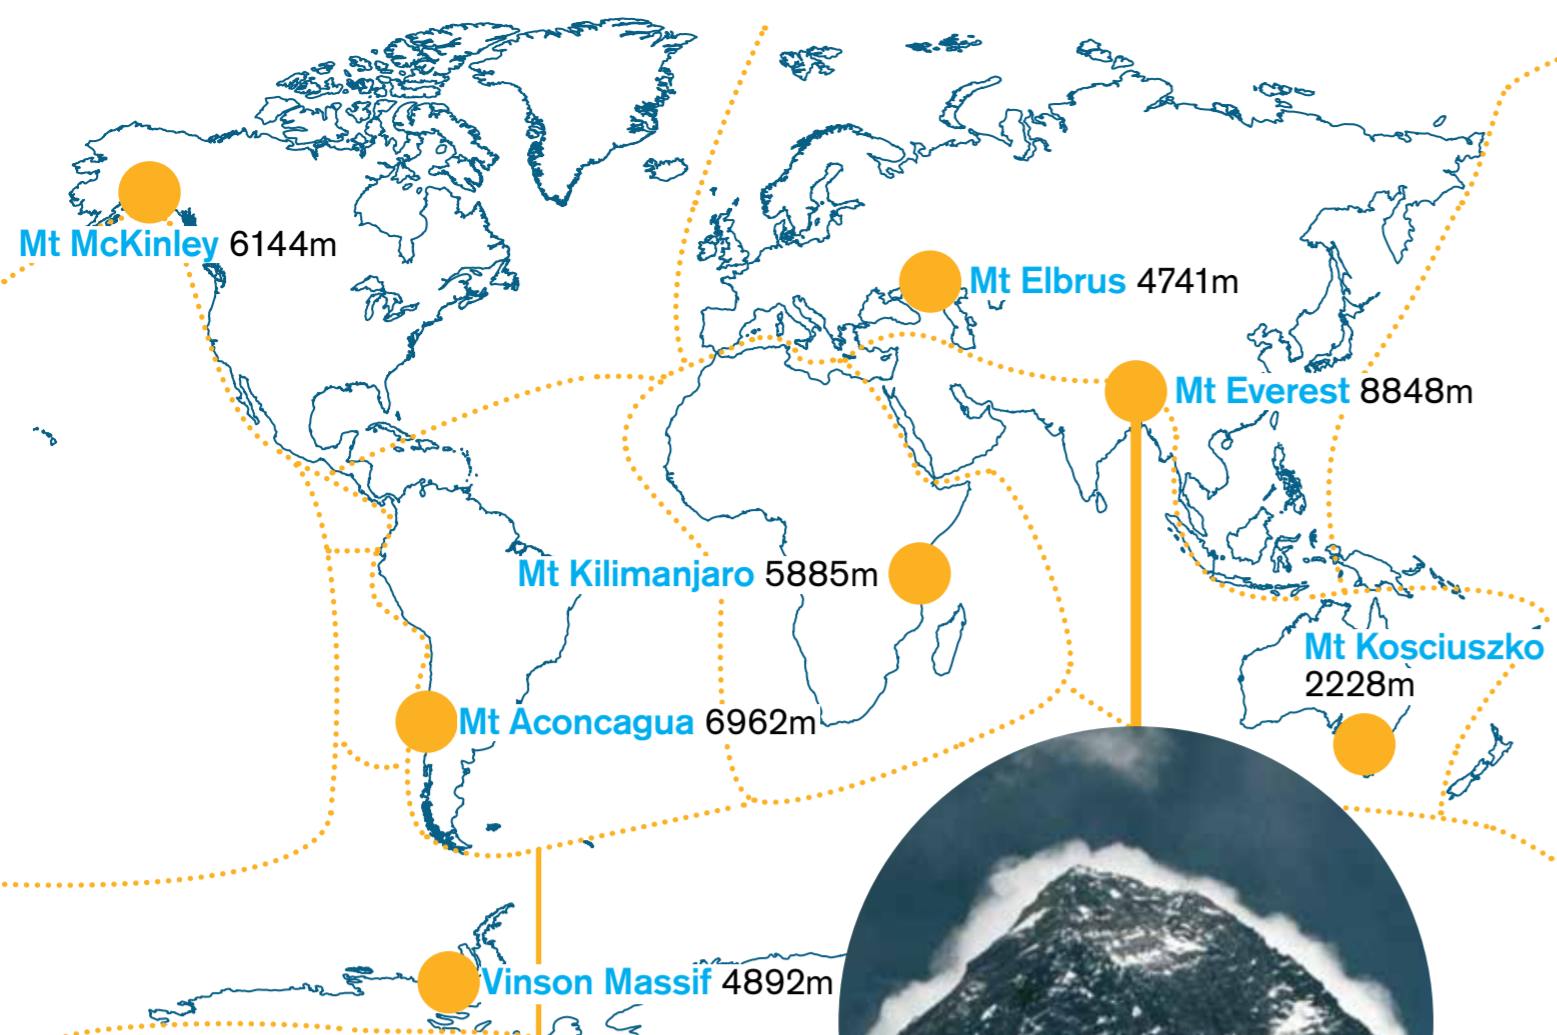 Mt McKinley 6144m
Mt Elbrus 4741m
Mt Everest 8848m
Mt Kilimanjaro 5885m
Mt Kosciuszko
2228m
Mt Aconcagua 6962m
Vinson Massif 4892m